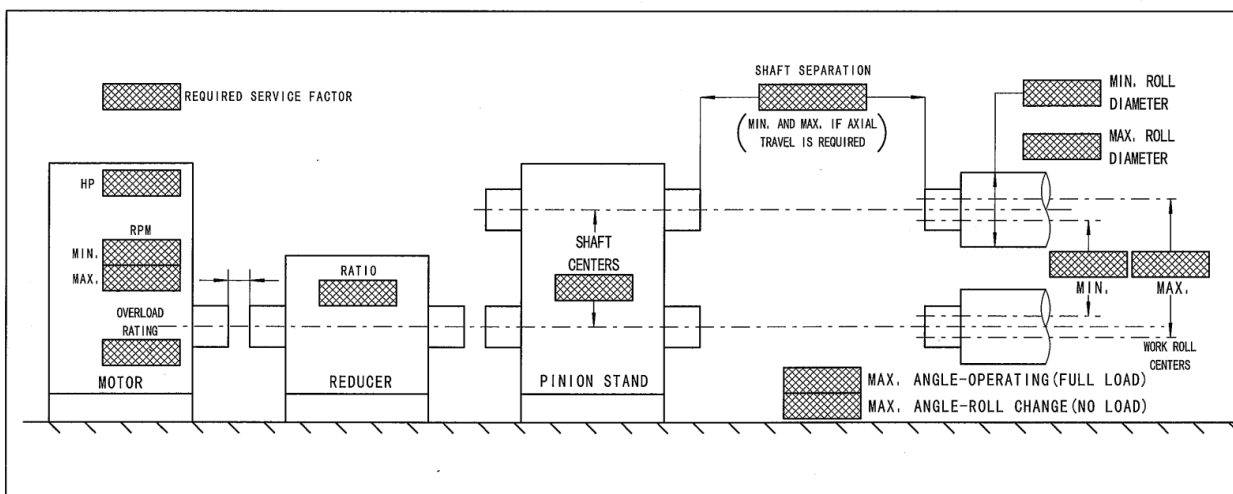 REQUIRED SERVICE FACTOR
HP
RPM
MIN.
MAX.
OVERLOAD
RATING
MOTOR
RATIO
REDUCER
SHAFT
CENTERS
PINION STAND
SHAFT SEPARATION
(MIN. AND MAX. IF AXIAL
TRAVEL IS REQUIRED)
MIN. ROLL
DIAMETER
MAX. ROLL
DIAMETER
MIN.
MAX.
WORK ROLL
CENTERS
MAX. ANGLE-OPERATING(FULL LOAD)
MAX. ANGLE-ROLL CHANGE(NO LOAD)